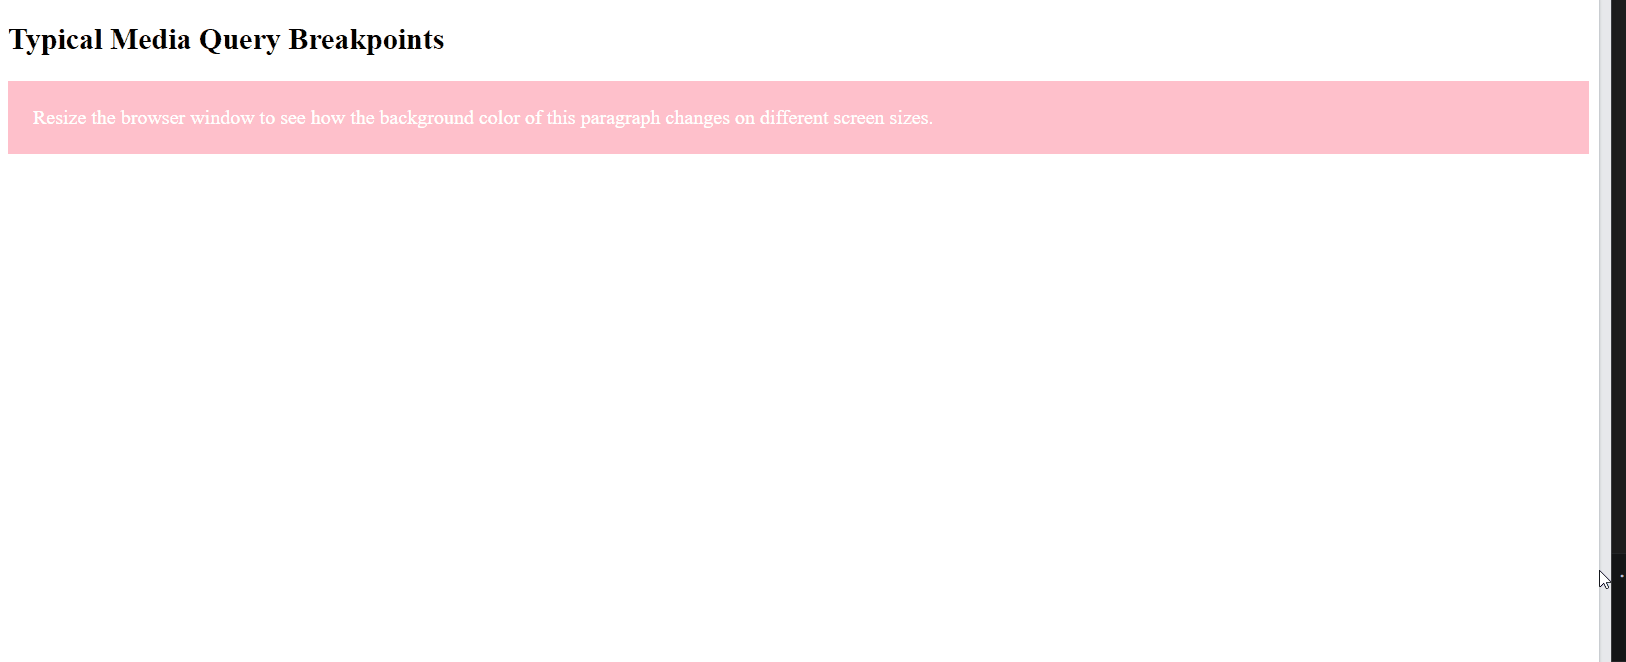 Typical Media Query Breakpoints
Resize the browser window to see how the background color of this paragraph changes on different screen sizes.